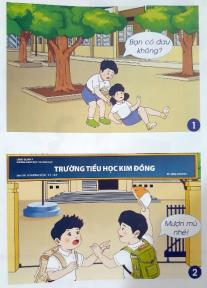 Bạn có đau
không?
1
TRƯỜNG TIỂU HỌC KIM ĐỒNG
Mượn mũ
nhé!
2